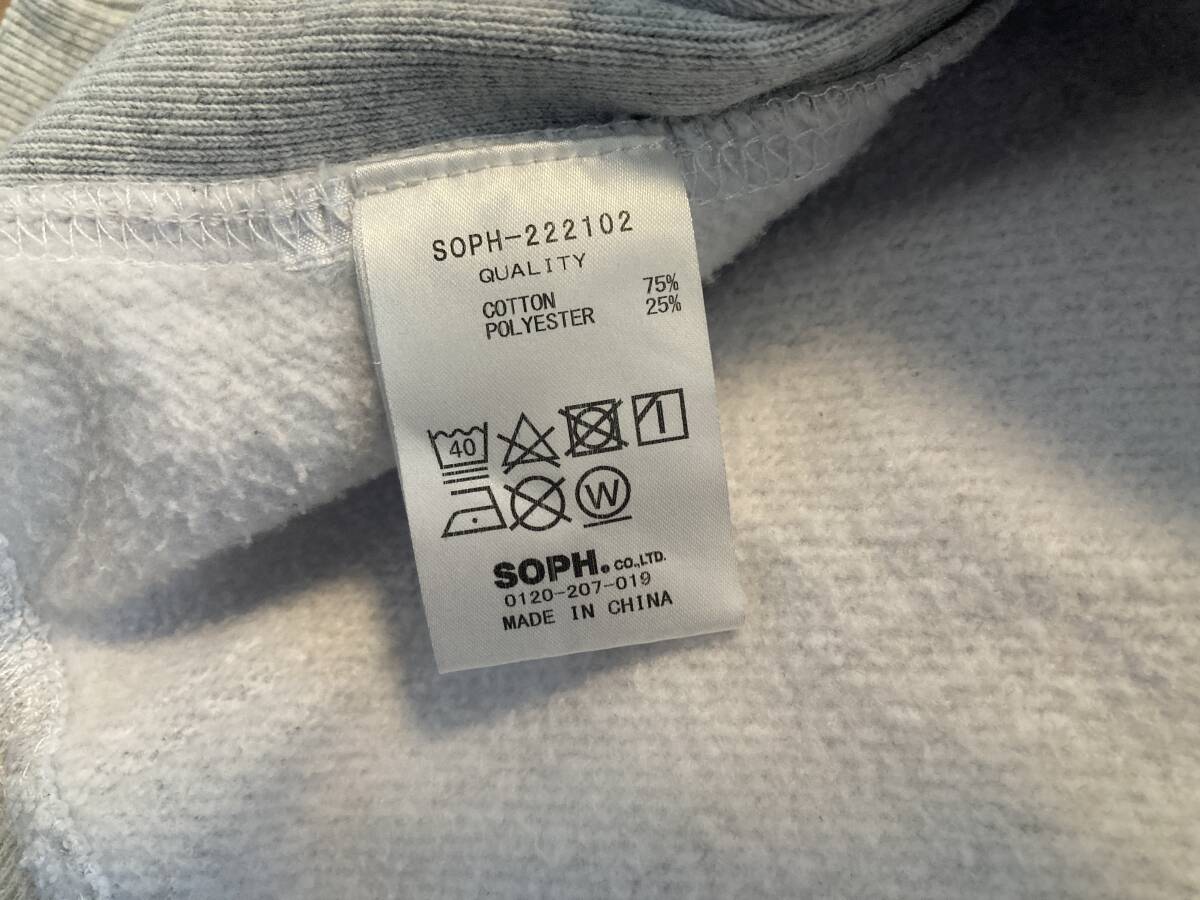 SOPH-222102
QUALITY
COTTON 75%
POLYESTER 25%
40
W
SOPH. CO.,LTD.
0120-207-019
MADE IN CHINA